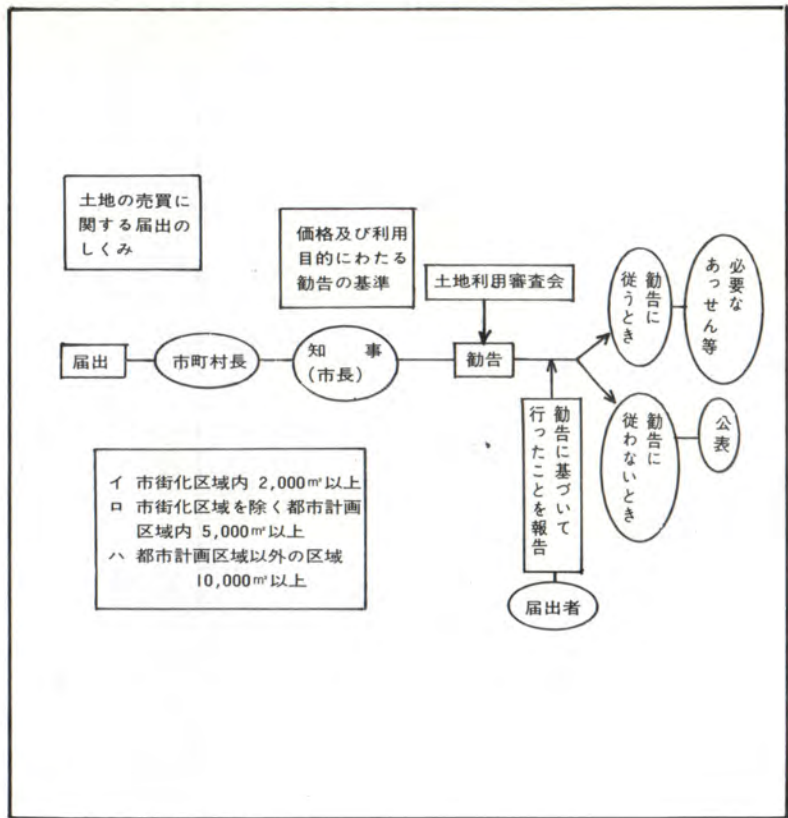 土地の売買に
関する届出の
しくみ
価格及び利用
目的にわたる
勧告の基準
土地利用審査会
届出
市町村長
知 事
(市長)
勧告
勧告に
従うとき
必要な
あっせん等
勧告に
従わないとき
公表
勧告に基づいて
行ったことを報告
届出者
イ 市街化区域内 2,000㎡以上
ロ 市街化区域を除く都市計画
区域内 5,000㎡以上
ハ 都市計画区域以外の区域
10,000㎡以上